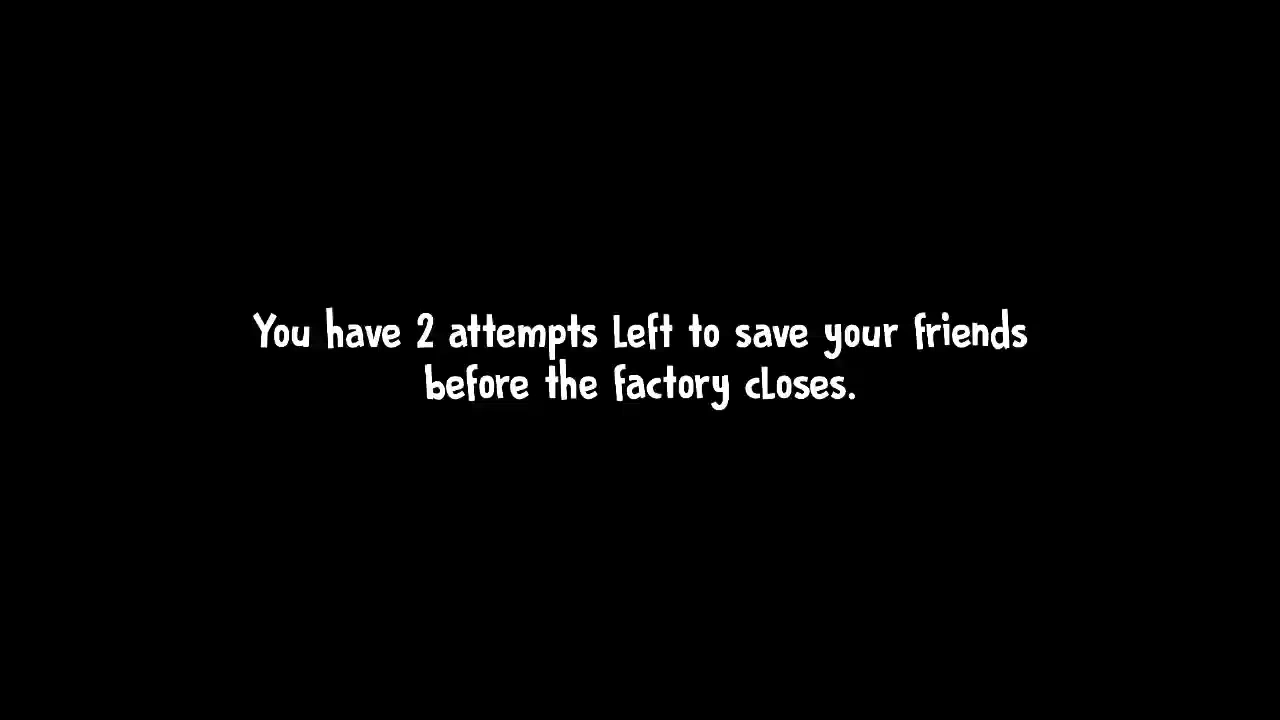 You have 2 attempts left to save your friends
before the factory closes.